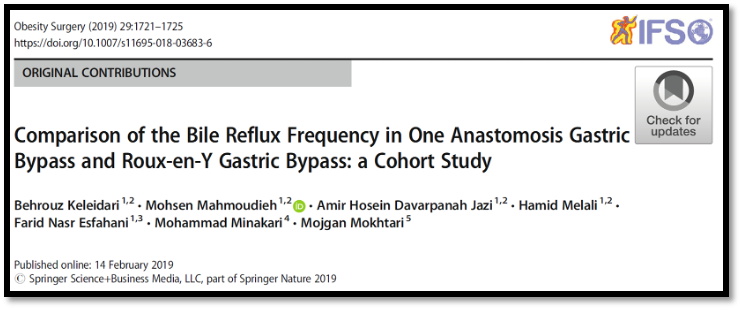 Obesity Surgery (2019) 29:1721–1725
https://doi.org/10.1007/s11695-018-03683-6
IFSO
ORIGINAL CONTRIBUTIONS
Check for
updates
Comparison of the Bile Reflux Frequency in One Anastomosis Gastric
Bypass and Roux-en-Y Gastric Bypass: a Cohort Study
Behrouz Keleidari 1,2 · Mohsen Mahmoudieh 1,2 iD · Amir Hosein Davarpanah Jazi 1,2 · Hamid Melali 1,2 ·
Farid Nasr Esfahani 1,3 · Mohammad Minakari 4 · Mojgan Mokhtari 5
Published online: 14 February 2019
© Springer Science+Business Media, LLC, part of Springer Nature 2019